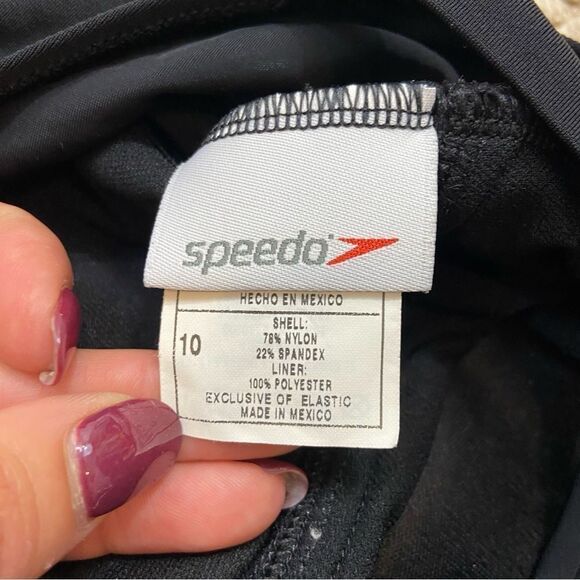 speedo
HECHO EN MEXICO
10
SHELL:
78% NYLON
22% SPANDEX
LINER:
100% POLYESTER
EXCLUSIVE OF ELASTIC
MADE IN MEXICO